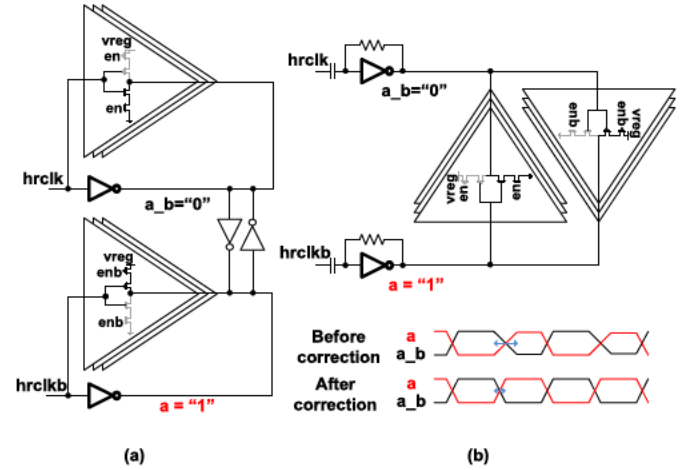 vreg
en
en
hrclk
a_b="0"
vreg
enb
enb
hrclkb
a = "1"
(a)
hrclk
a_b="0"
vreg
en
en
enb
enb
vreg
hrclkb
a = "1"
Before
correction
a
a_b
After
correction
a
a_b
(b)